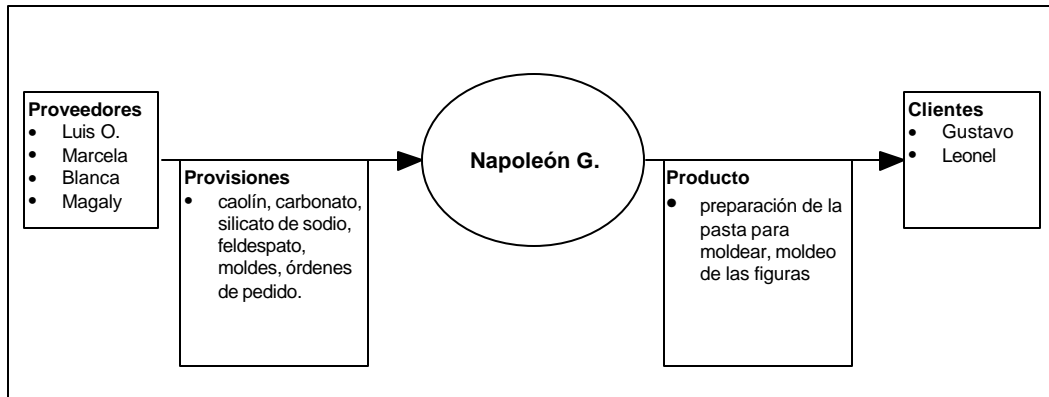 Proveedores
• Luis O.
• Marcela
• Blanca
• Magaly
Provisiones
• caolín, carbonato,
silicato de sodio,
feldespato,
moldes, órdenes
de pedido.
Napoleón G.
Producto
• preparación de la
pasta para
moldear, moldeo
de las figuras
Clientes
• Gustavo
• Leonel